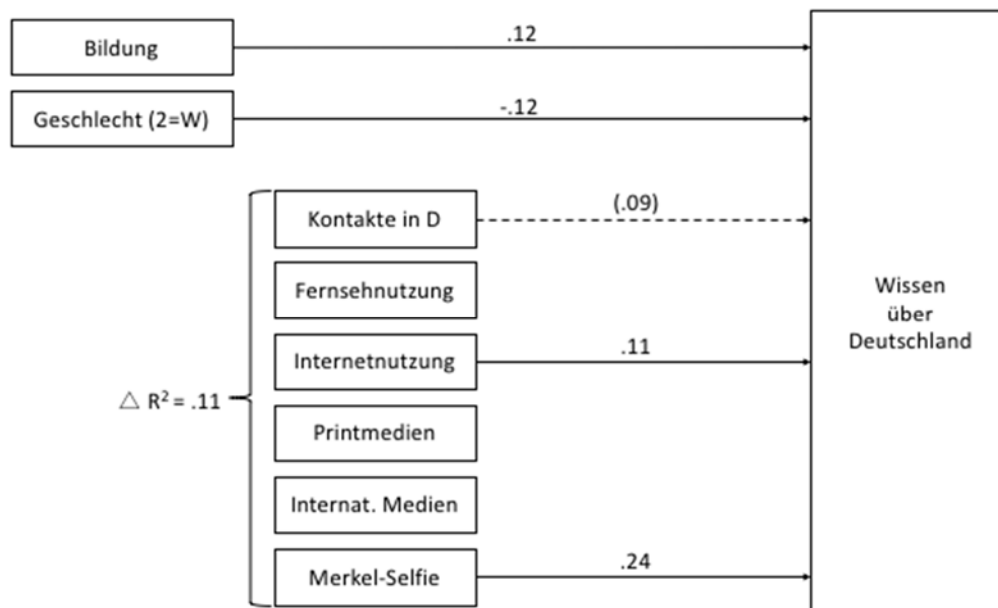 Bildung
.12
Geschlecht (2=W)
-.12
Kontakte in D
(.09)
Fernsehnutzung
Internetnutzung
.11
Printmedien
Internat. Medien
Merkel-Selfie
.24
△ R² = .11
Wissen
über
Deutschland